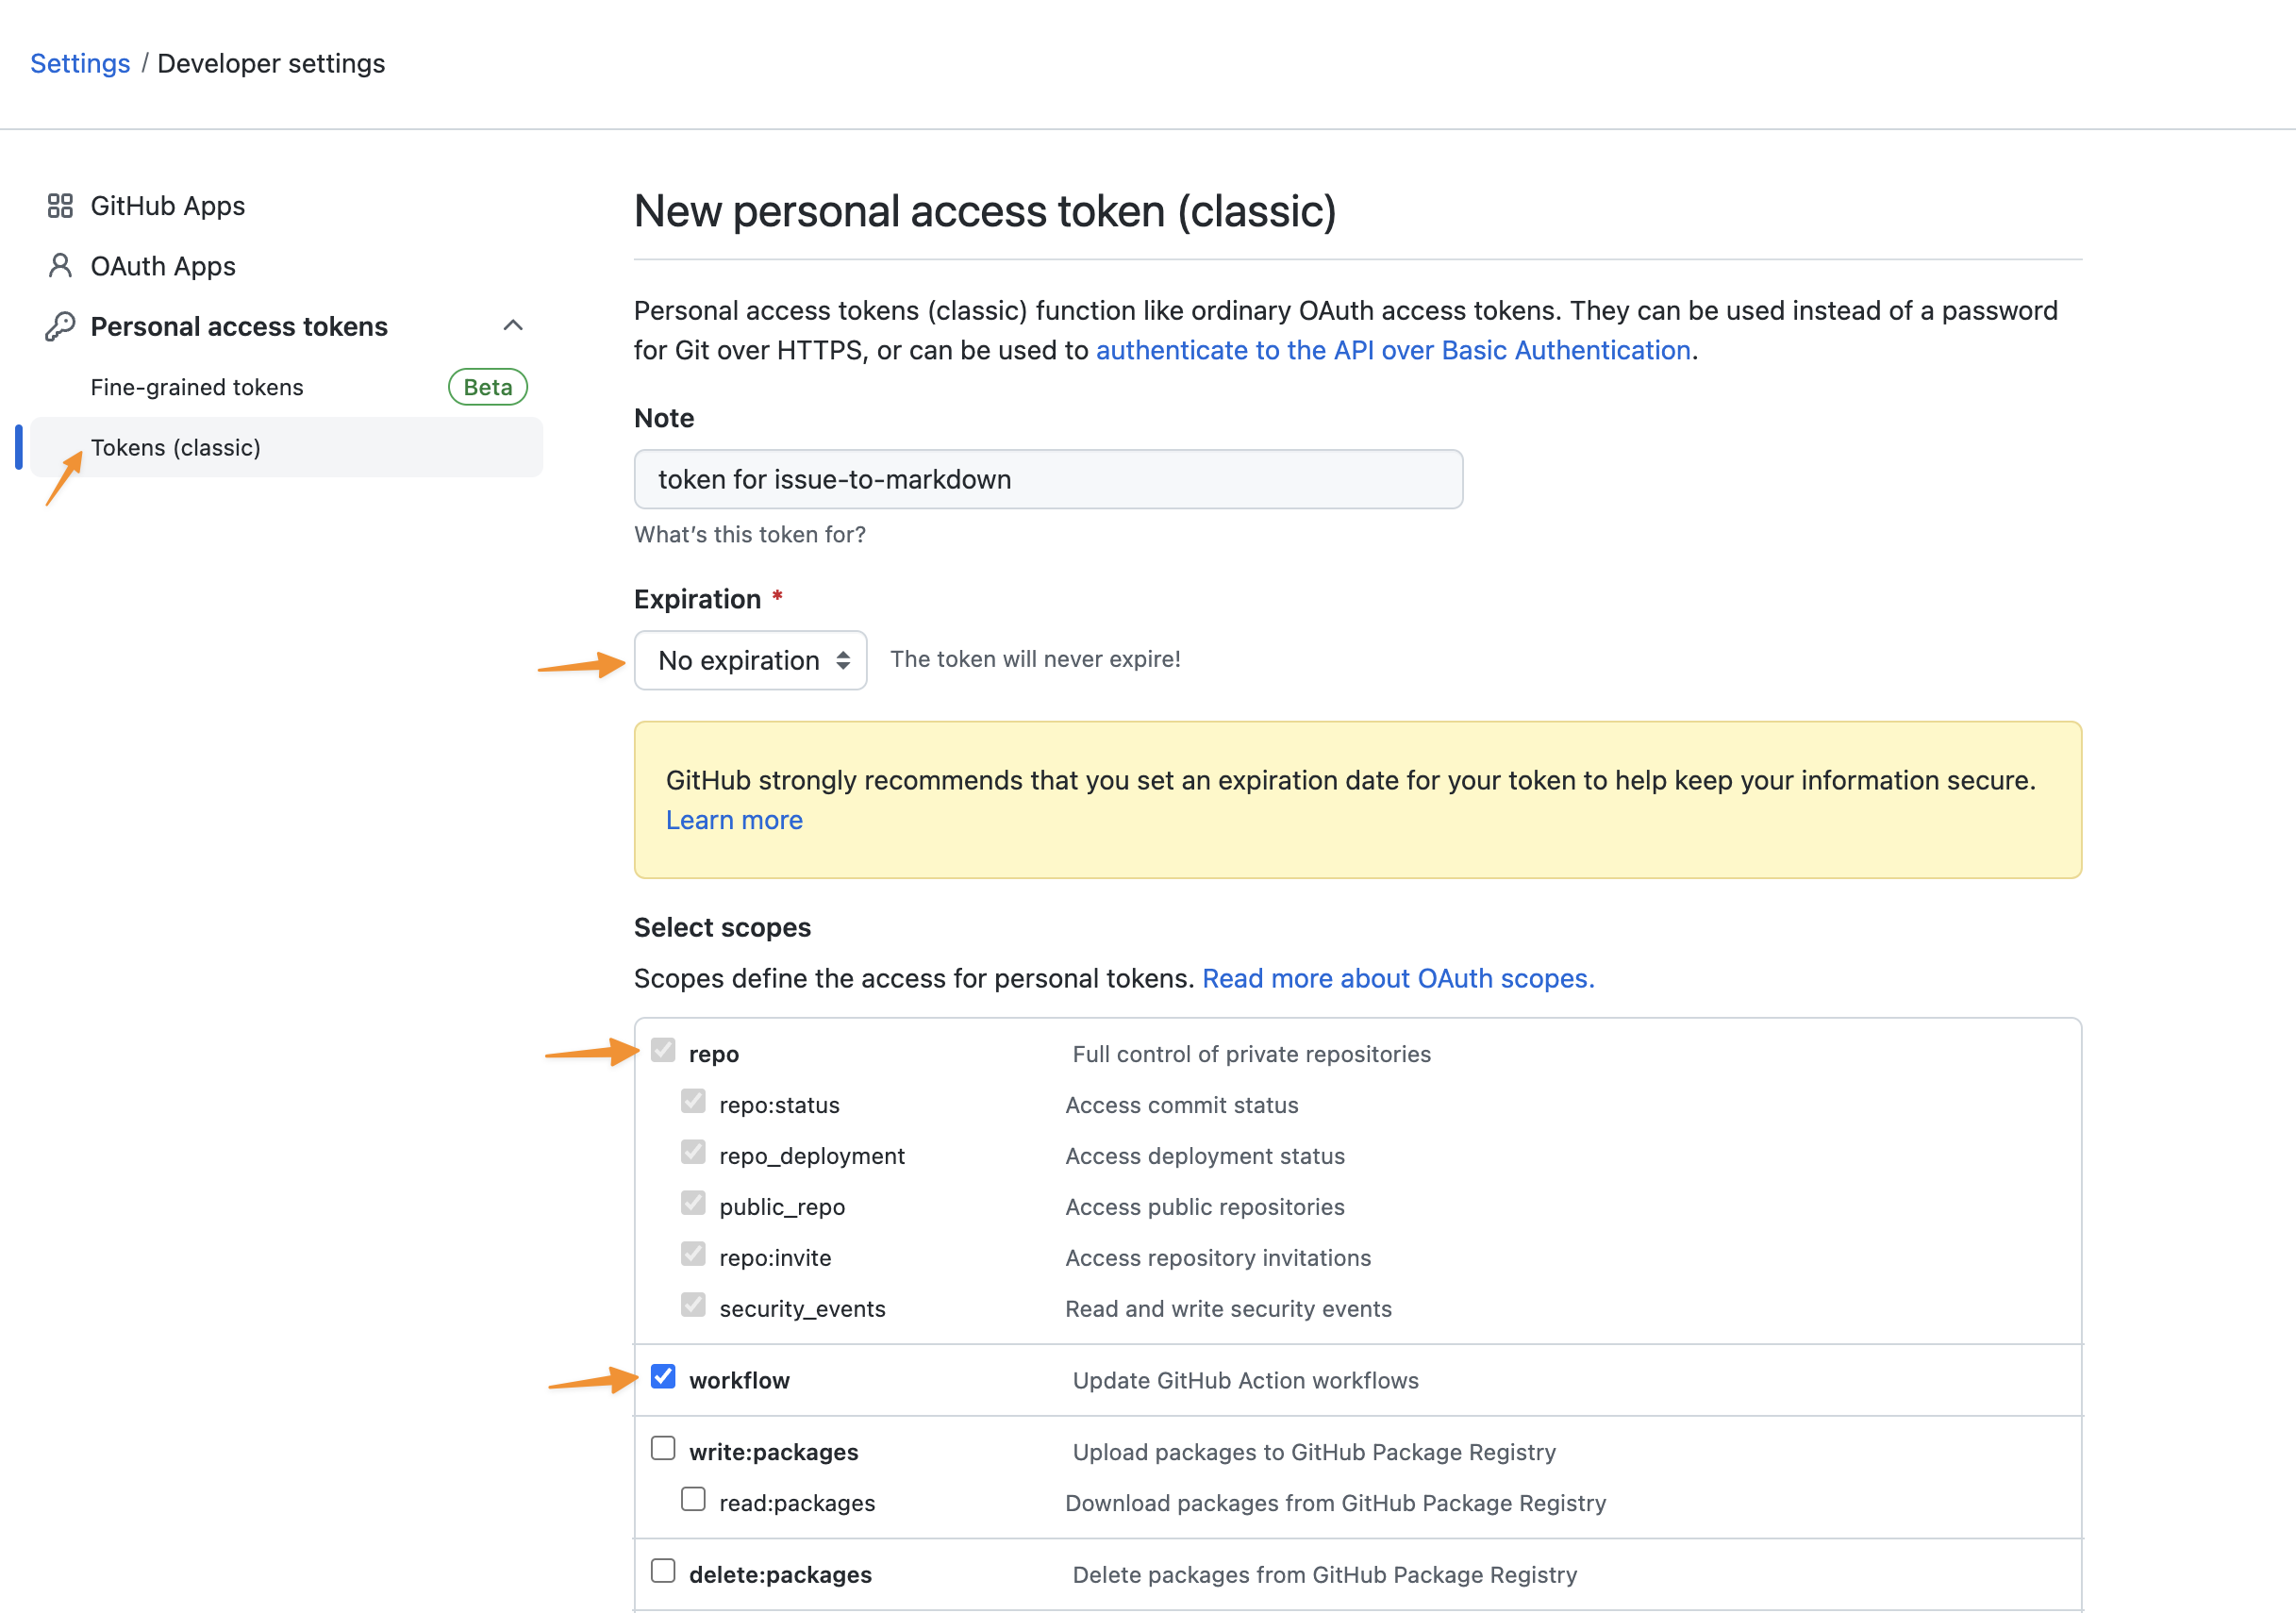 Settings / Developer settings
GitHub Apps
OAuth Apps
Personal access tokens
Fine-grained tokens Beta
Tokens (classic)
New personal access token (classic)
Personal access tokens (classic) function like ordinary OAuth access tokens. They can be used instead of a password
for Git over HTTPS, or can be used to authenticate to the API over Basic Authentication.
Note
token for issue-to-markdown
What's this token for?
Expiration *
No expiration The token will never expire!
GitHub strongly recommends that you set an expiration date for your token to help keep your information secure.
Learn more
Select scopes
Scopes define the access for personal tokens. Read more about OAuth scopes.
repo Full control of private repositories
repo:status Access commit status
repo_deployment Access deployment status
public_repo Access public repositories
repo:invite Access repository invitations
security_events Read and write security events
workflow Update GitHub Action workflows
write:packages Upload packages to GitHub Package Registry
read:packages Download packages from GitHub Package Registry
delete:packages Delete packages from GitHub Package Registry